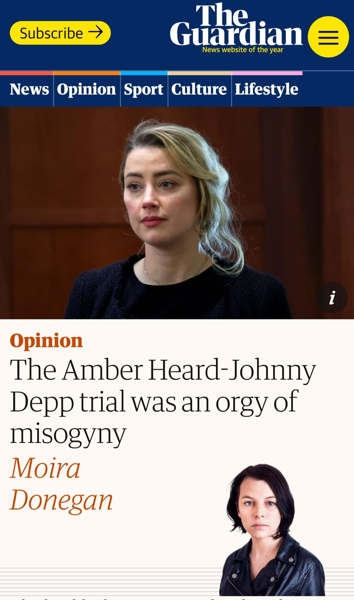 Subscribe →
The
Guardian
News website of the year
News
Opinion
Sport
Culture
Lifestyle
i
Opinion
The Amber Heard-Johnny
Depp trial was an orgy of
misogyny
Moira
Donegan